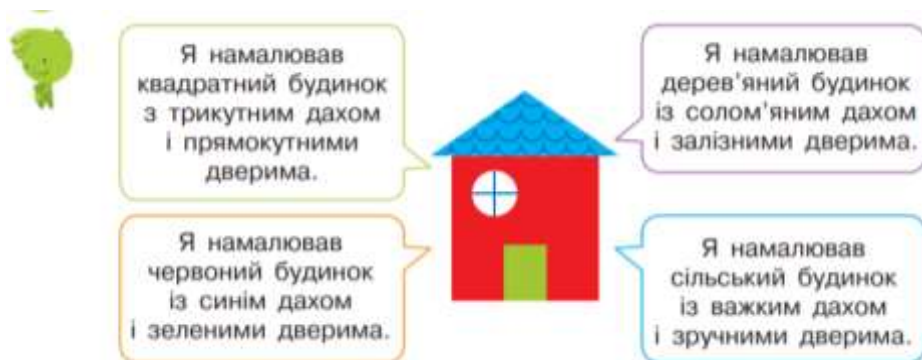 Я намалював
квадратний будинок
з трикутним дахом
і прямокутними
дверима.
Я намалював
дерев’яний будинок
із солом’яним дахом
і залізними дверима.
Я намалював
червоний будинок
із синім дахом
і зеленими дверима.
Я намалював
сільський будинок
із важким дахом
і зручними дверима.